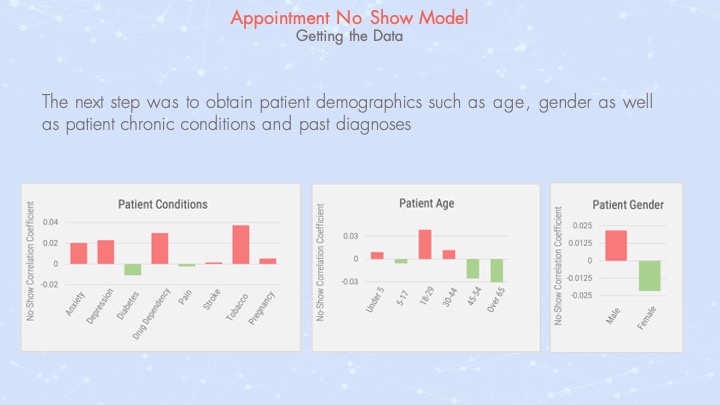 Appointment No Show Model
Getting the Data
The next step was to obtain patient demographics such as age, gender as well
as patient chronic conditions and past diagnoses
Patient Conditions
No-Show Correlation Coefficient
0.04
0.02
0
-0.02
Anxiety
Depression
Diabetes
Drug Dependency
Pain
Stroke
Tobacco
Pregnancy
Patient Age
No-Show Correlation Coefficient
0.03
0
-0.03
Under 5
5-17
18-29
30-44
45-54
Over 65
Patient Gender
No-Show Correlation Coefficient
0.025
0.0125
0
-0.0125
-0.025
Male
Female